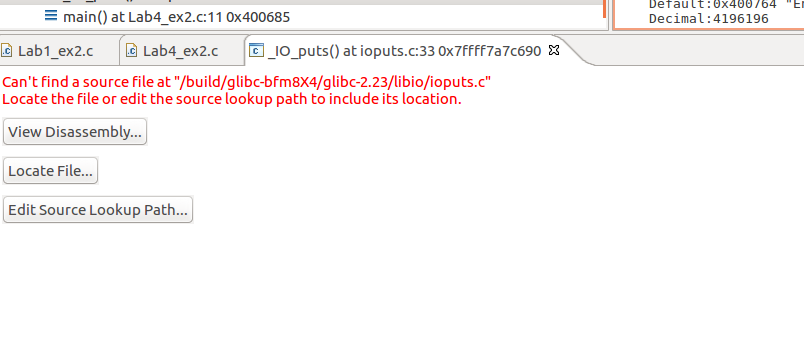 main() at Lab4_ex2.c:11 0x400685
Default:0x400764 "En
Decimal:4196196
Lab1_ex2.c
Lab4_ex2.c
_IO_puts() at ioputs.c:33 0x7ffff7a7c690
Can't find a source file at "/build/glibc-bfm8X4/glibc-2.23/libio/ioputs.c"
Locate the file or edit the source lookup path to include its location.
View Disassembly...
Locate File...
Edit Source Lookup Path...